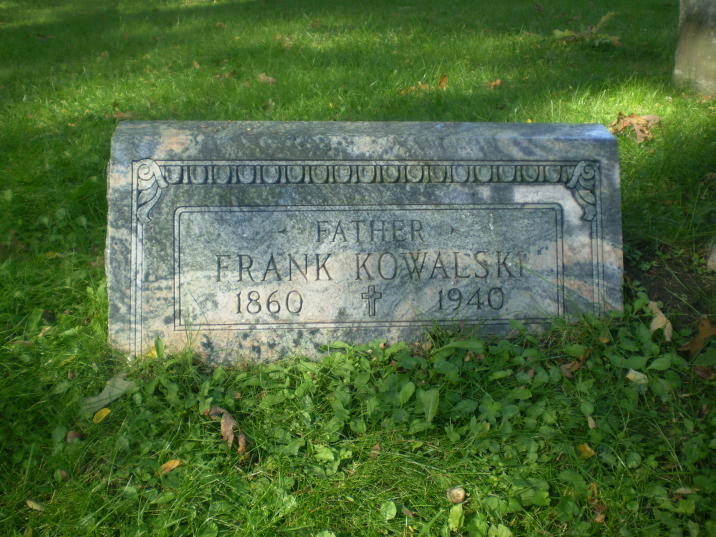 FATHER
FRANK KOWALSKI
1860 1940